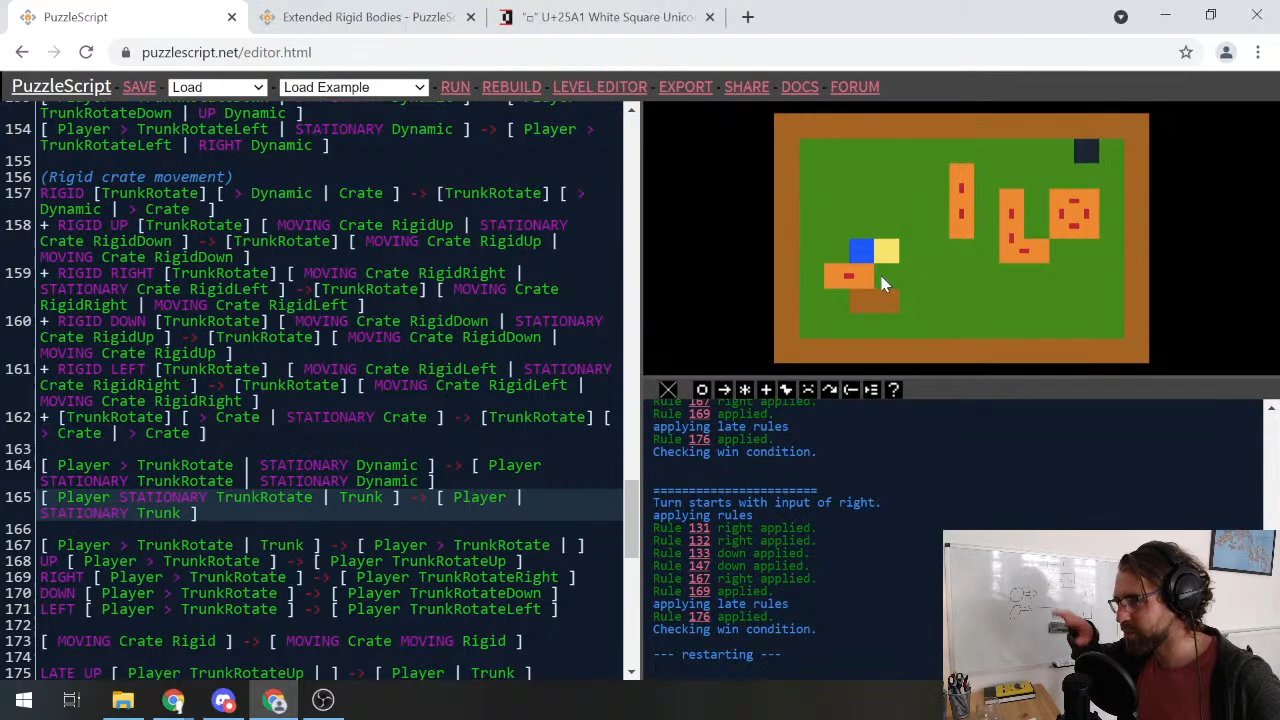 PuzzleScript
Extended Rigid Bodies - PuzzleS
"□" U+25A1 White Square Unico
puzzlescript.net/editor.html
PuzzleScript - SAVE - Load - Load Example - RUN - REBUILD - LEVEL EDITOR - EXPORT - SHARE - DOCS - FORUM
TrunkRotateDown | UP Dynamic ]
154 [ Player > TrunkRotateLeft | STATIONARY Dynamic ] -> [ Player >
TrunkRotateLeft | RIGHT Dynamic ]
155
156 (Rigid crate movement)
157 RIGID [TrunkRotate] [ > Dynamic | Crate ] -> [TrunkRotate] [ >
Dynamic | > Crate ]
158 + RIGID UP [TrunkRotate] [ MOVING Crate RigidUp | STATIONARY
Crate RigidDown ] -> [TrunkRotate] [ MOVING Crate RigidUp |
MOVING Crate RigidDown ]
159 + RIGID RIGHT [TrunkRotate] [ MOVING Crate RigidRight |
STATIONARY Crate RigidLeft ] ->[TrunkRotate] [ MOVING Crate
RigidRight | MOVING Crate RigidLeft ]
160 + RIGID DOWN [TrunkRotate] [ MOVING Crate RigidDown | STATIONARY
Crate RigidUp ] -> [TrunkRotate] [ MOVING Crate RigidDown |
MOVING Crate RigidUp ]
161 + RIGID LEFT [TrunkRotate] [ MOVING Crate RigidLeft | STATIONARY
Crate RigidRight ] -> [TrunkRotate] [ MOVING Crate RigidLeft |
MOVING Crate RigidRight ]
162 + [TrunkRotate] [ > Crate | STATIONARY Crate ] -> [TrunkRotate] [
> Crate | > Crate ]
163
164 [ Player > TrunkRotate | STATIONARY Dynamic ] -> [ Player
STATIONARY TrunkRotate | STATIONARY Dynamic ]
165 [ Player STATIONARY TrunkRotate | Trunk ] -> [ Player |
STATIONARY Trunk ]
166
167 [ Player > TrunkRotate | Trunk ] -> [ Player > TrunkRotate | ]
168 UP [ Player > TrunkRotate ] -> [ Player TrunkRotateUp ]
169 RIGHT [ Player > TrunkRotate ] -> [ Player TrunkRotateRight ]
170 DOWN [ Player > TrunkRotate ] -> [ Player TrunkRotateDown ]
171 LEFT [ Player > TrunkRotate ] -> [ Player TrunkRotateLeft ]
172
173 [ MOVING Crate Rigid ] -> [ MOVING Crate MOVING Rigid ]
174
175 LATE UP [ Player TrunkRotateUp | ] -> [ Player | Trunk ]
Rule 167 right applied.
Rule 169 applied.
applying late rules
Rule 176 applied.
Checking win condition.
=======================
Turn starts with input of right.
applying rules
Rule 131 right applied.
Rule 132 right applied.
Rule 133 down applied.
Rule 147 down applied.
Rule 167 right applied.
Rule 169 applied.
applying late rules
Rule 176 applied.
Checking win condition.
--- restarting ---